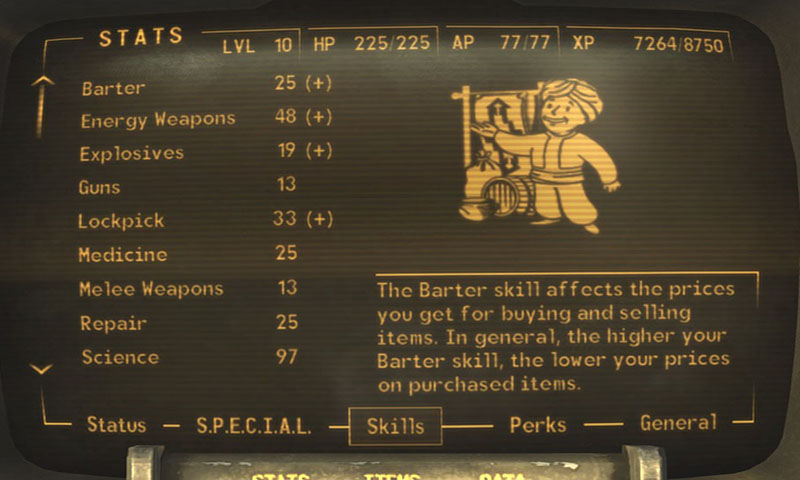 STATS LVL 10 HP 225/225 AP 77/77 XP 7264/8750
Barter 25 (+)
Energy Weapons 48 (+)
Explosives 19 (+)
Guns 13
Lockpick 33 (+)
Medicine 25
Melee Weapons 13
Repair 25
Science 97
The Barter skill affects the prices
you get for buying and selling
items. In general, the higher your
Barter skill, the lower your prices
on purchased items.
Status S.P.E.C.I.A.L. Skills Perks General
STATS ITEMS DATA